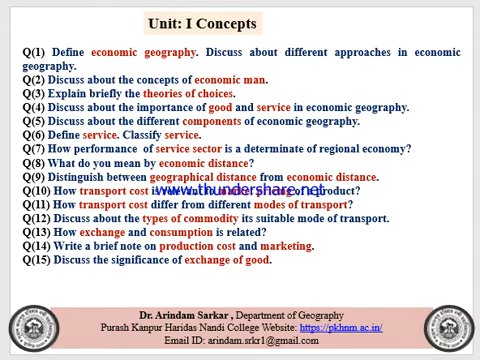 Unit: I Concepts
Q(1) Define economic geography. Discuss about different approaches in economic
geography.
Q(2) Discuss about the concepts of economic man.
Q(3) Explain briefly the theories of choices.
Q(4) Discuss about the importance of good and service in economic geography.
Q(5) Discuss about the different components of economic geography.
Q(6) Define service. Classify service.
Q(7) How performance of service sector is a determinate of regional economy?
Q(8) What do you mean by economic distance?
Q(9) Distinguish between geographical distance from economic distance.
Q(10) How transport cost is relevant to market pricing of a product?
www.thundershare.net
Q(11) How transport cost differ from different modes of transport?
Q(12) Discuss about the types of commodity its suitable mode of transport.
Q(13) How exchange and consumption is related?
Q(14) Write a brief note on production cost and marketing.
Q(15) Discuss the significance of exchange of good.
Dr. Arindam Sarkar , Department of Geography
Purash Kanpur Haridas Nandi College Website: https://pkhnm.ac.in/
Email ID: arindam.srkr1@gmail.com